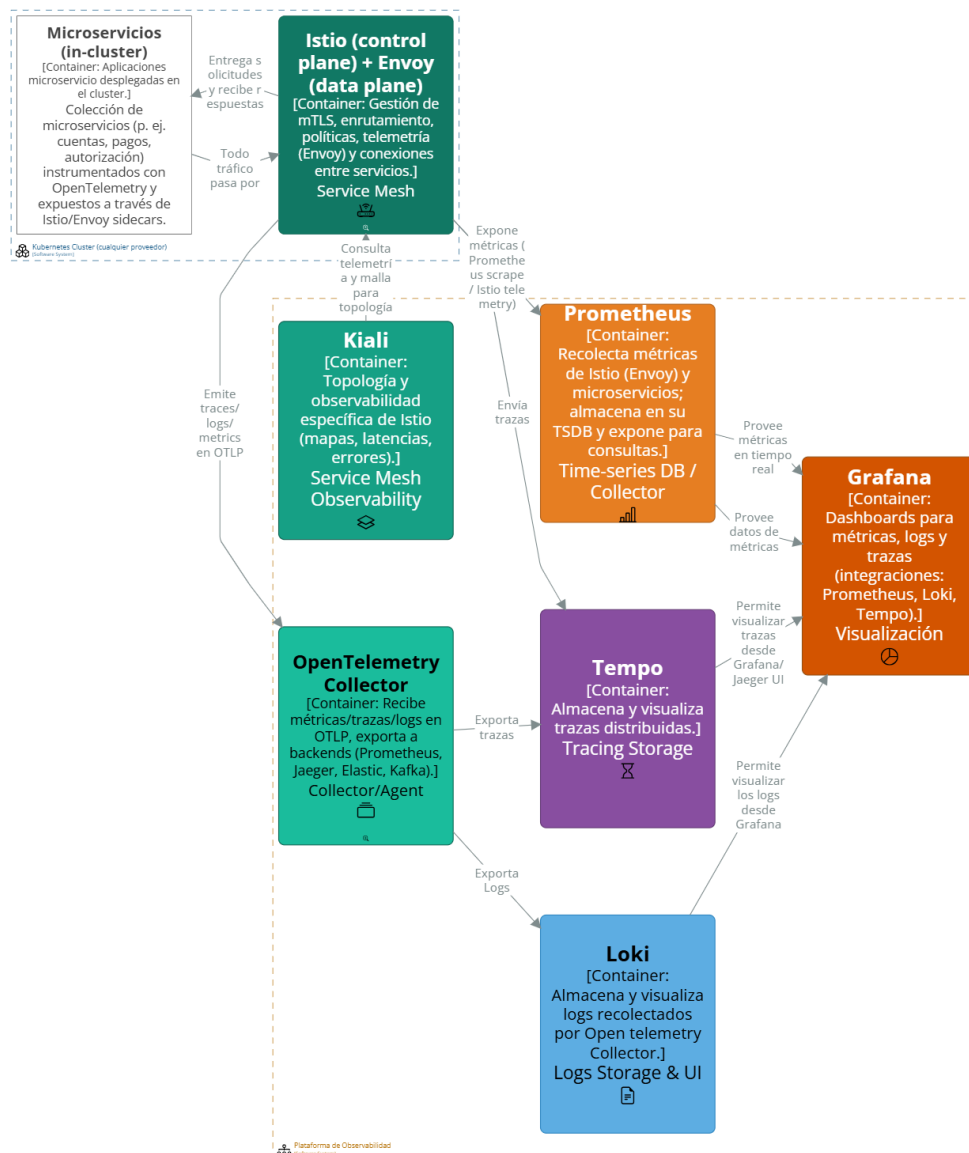 Microservicios
(in-cluster)
[Container: Aplicaciones
microservicio desplegadas en
el cluster.]
Colección de
microservicios (p. ej.
cuentas, pagos,
autorización)
instrumentados con
OpenTelemetry y
expuestos a través de
Istio/Envoy sidecars.
Entrega s
olicitudes
y recibe r
espuestas
Todo
tráfico
pasa por
Istio (control
plane) + Envoy
(data plane)
[Container: Gestión de
mTLS, enrutamiento,
políticas, telemetría
(Envoy) y conexiones
entre servicios.]
Service Mesh
Kubernetes Cluster (cualquier proveedor)
[Software System]
Consulta
telemetrí
a y malla
para
topología
Expone
métricas (
Promethe
us scrape
/ Istio tele
metry)
Kiali
[Container:
Topología y
observabilidad
específica de Istio
(mapas, latencias,
errores).]
Service Mesh
Observability
Prometheus
[Container:
Recolecta métricas
de Istio (Envoy) y
microservicios;
almacena en su
TSDB y expone para
consultas.]
Time-series DB /
Collector
Emite
traces/
logs/
metrics
en OTLP
Envía
trazas
Provee
métricas
en tiempo
real
Provee
datos de
métricas
Grafana
[Container:
Dashboards para
métricas, logs y
trazas
(integraciones:
Prometheus, Loki,
Tempo).]
Visualización
OpenTelemetry
Collector
[Container: Recibe
métricas/trazas/logs en
OTLP, exporta a
backends (Prometheus,
Jaeger, Elastic, Kafka).]
Collector/Agent
Exporta
trazas
Tempo
[Container:
Almacena y visualiza
trazas distribuidas.]
Tracing Storage
Permite
visualizar
trazas
desde
Grafana/
Jaeger UI
Permite
visualizar
los logs
desde
Grafana
Exporta
Logs
Loki
[Container:
Almacena y visualiza
logs recolectados
por Open telemetry
Collector.]
Logs Storage & UI
Plataforma de Observabilidad